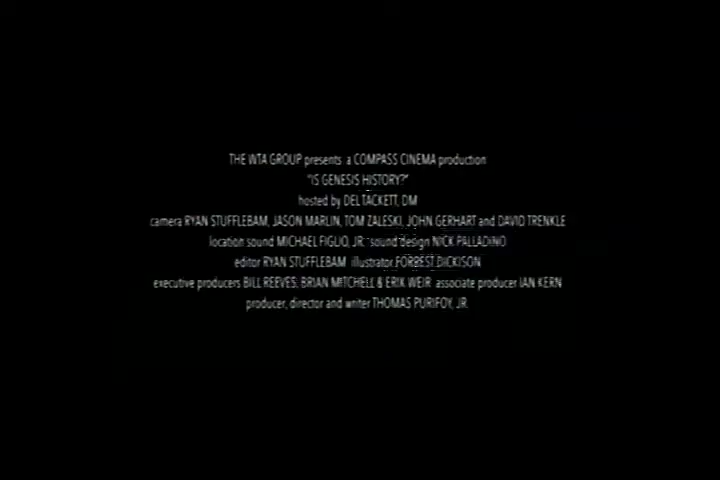 THE WTA GROUP presents a COMPASS CINEMA production
"IS GENESIS HISTORY?"
hosted by DEL TACKETT, DM
camera RYAN STUFFLEBAM, JASON MARLIN, TOM ZALESKI, JOHN GERHART and DAVID TRENKLE
location sound MICHAEL FIGLIO, JR. sound design NICK PALLADINO
editor RYAN STUFFLEBAM illustrator FORREST DICKISON
executive producers BILL REEVES, BRIAN MITCHELL & ERIK WEIR associate producer IAN KERN
producer, director and writer THOMAS PURIFOY, JR.